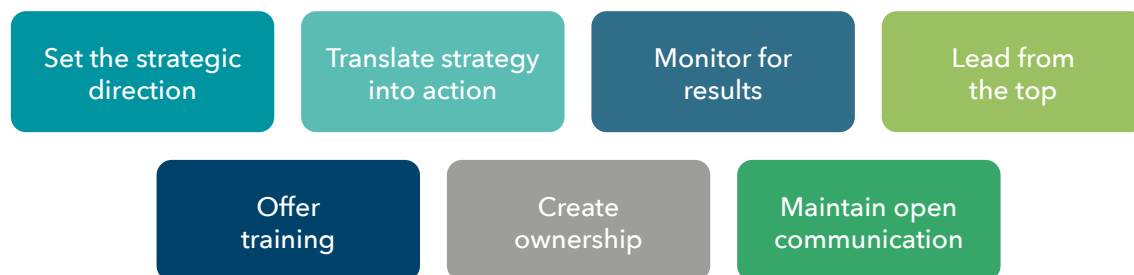 Set the strategic
direction
Translate strategy
into action
Monitor for
results
Lead from
the top
Offer
training
Create
ownership
Maintain open
communication